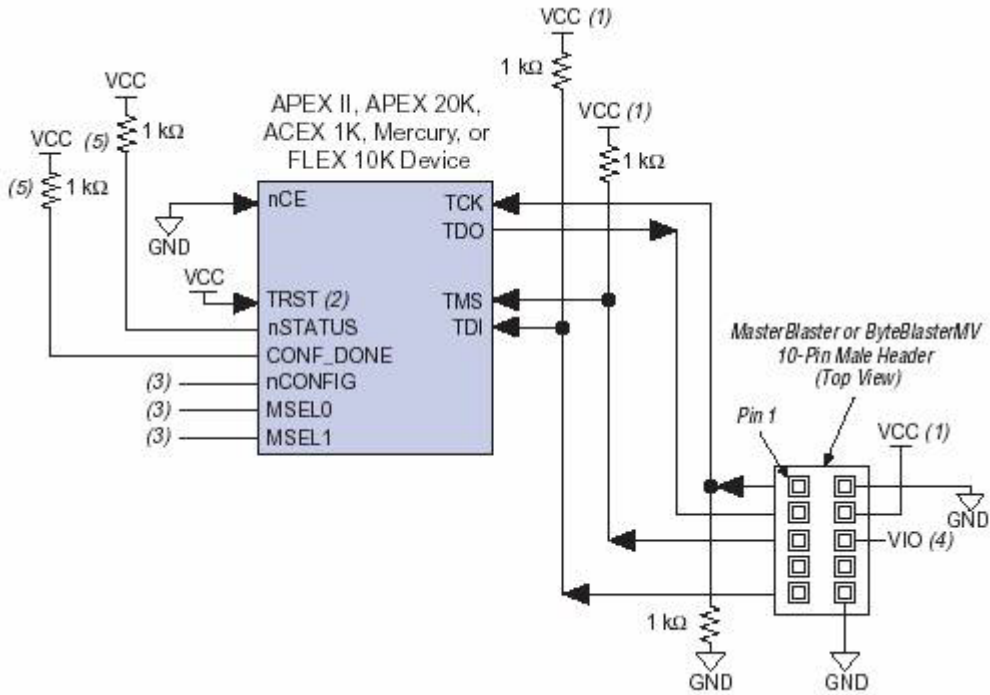 VCC (1)
1 kΩ
VCC (1)
1 kΩ
VCC
(5) 1 kΩ
VCC
(5) 1 kΩ
APEX II, APEX 20K,
ACEX 1K, Mercury, or
FLEX 10K Device
nCE
TCK
GND
TDO
VCC
TRST (2)
TMS
nSTATUS
TDI
CONF_DONE
(3) nCONFIG
(3) MSEL0
(3) MSEL1
MasterBlaster or ByteBlasterMV
10-Pin Male Header
(Top View)
Pin 1
VCC (1)
GND
VIO (4)
1 kΩ
GND
GND